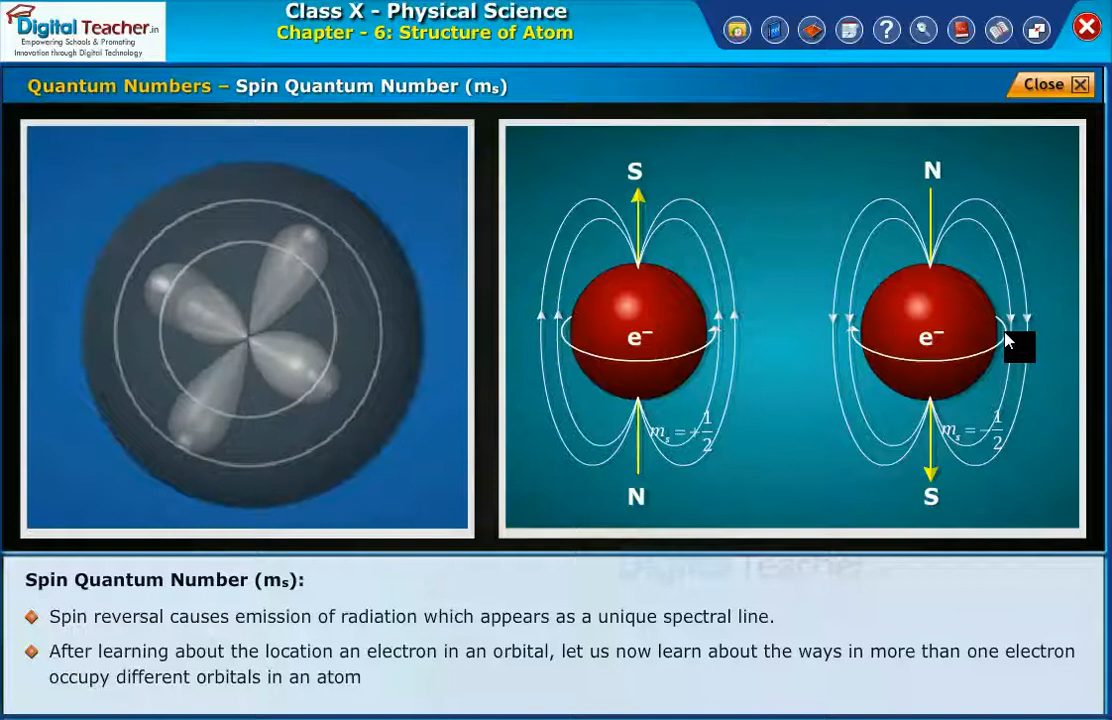 Digital Teacher.in
Empowering Schools & Promoting
Innovation through Digital Technology
Class X - Physical Science
Chapter - 6: Structure of Atom
Quantum Numbers – Spin Quantum Number (mₛ)
Close
S
N
e⁻
e⁻
mₛ = +1/2
mₛ = −1/2
N
S
Spin Quantum Number (mₛ):
Spin reversal causes emission of radiation which appears as a unique spectral line.
After learning about the location an electron in an orbital, let us now learn about the ways in more than one electron
occupy different orbitals in an atom